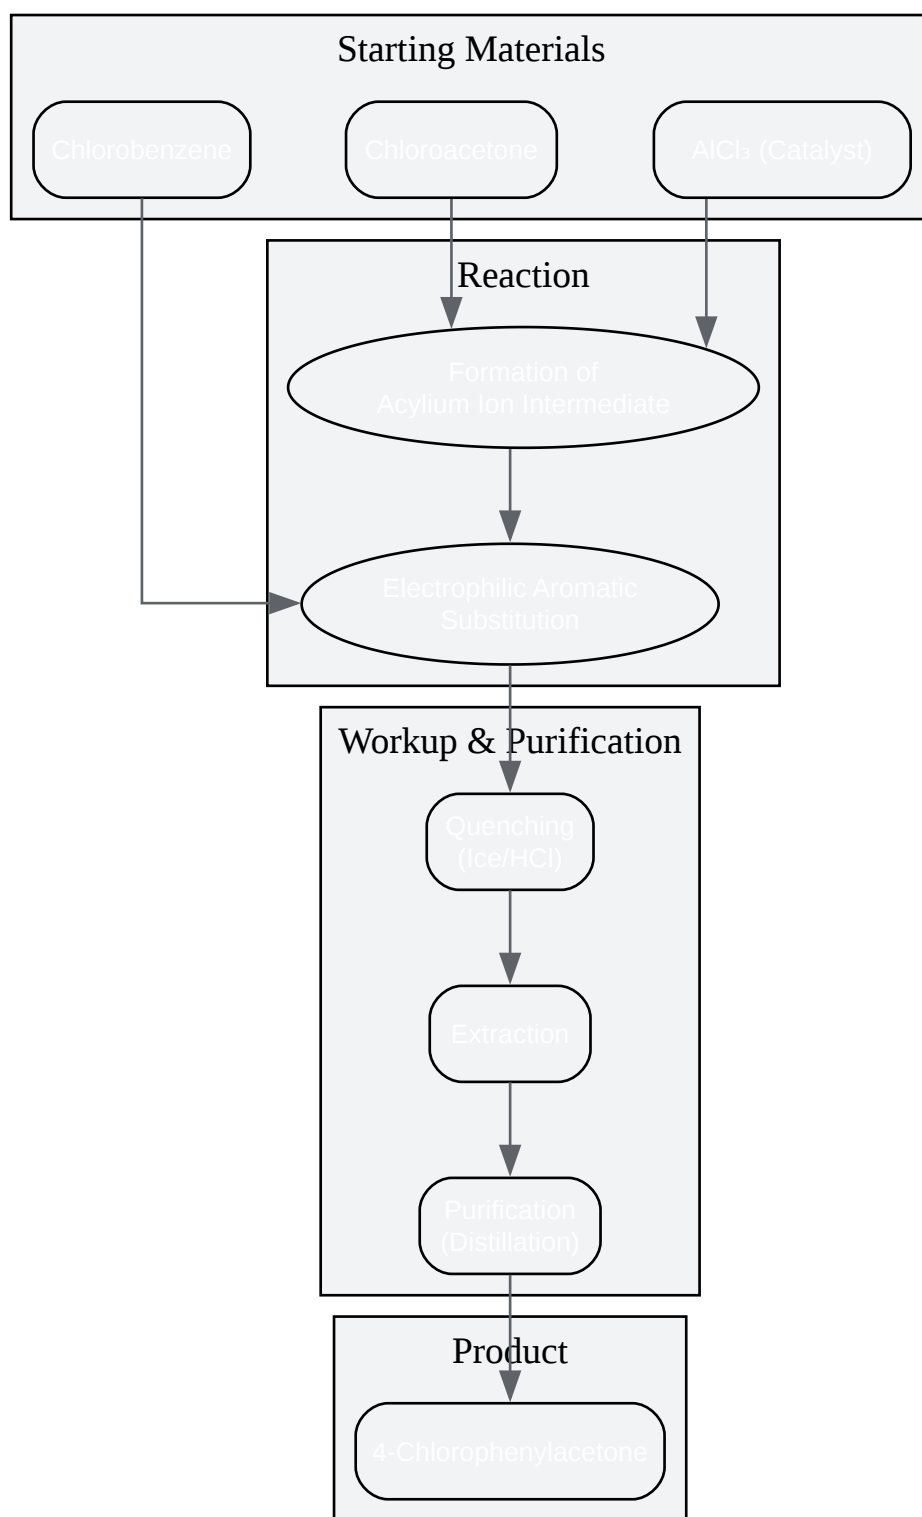 Starting Materials
Chlorobenzene
Chloroacetone
AlCl₃ (Catalyst)
Reaction
Formation of
Acylium Ion Intermediate
Electrophilic Aromatic
Substitution
Workup & Purification
Quenching
(Ice/HCl)
Extraction
Purification
(Distillation)
Product
4-Chlorophenylacetone